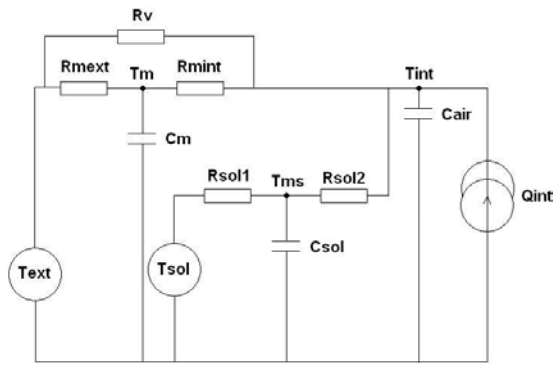 Rv
Rmext
Tm
Rmint
Tint
Cair
Cm
Rsol1
Tms
Rsol2
Qint
Text
Tsol
Csol